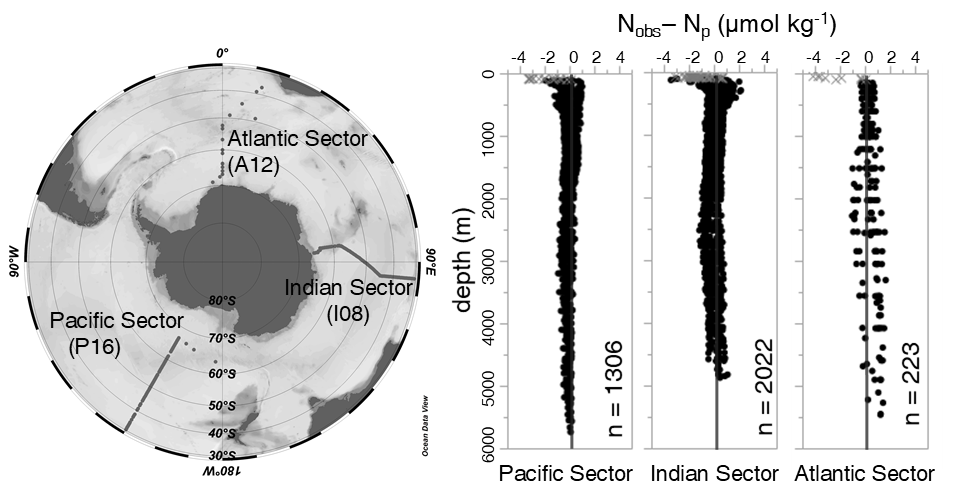 0°
Atlantic Sector
(A12)
90°E
Indian Sector
(I08)
80°S
Pacific Sector
(P16)
70°S
60°S
50°S
40°S
30°S
180°W
90°W
Ocean Data View
N_obs– N_p (µmol kg⁻¹)
-4 -2 0 2 4 -4 -2 0 2 4 -4 -2 0 2 4
depth (m)
0
1000
2000
3000
4000
5000
6000
n = 1306
n = 2022
n = 223
Pacific Sector Indian Sector Atlantic Sector